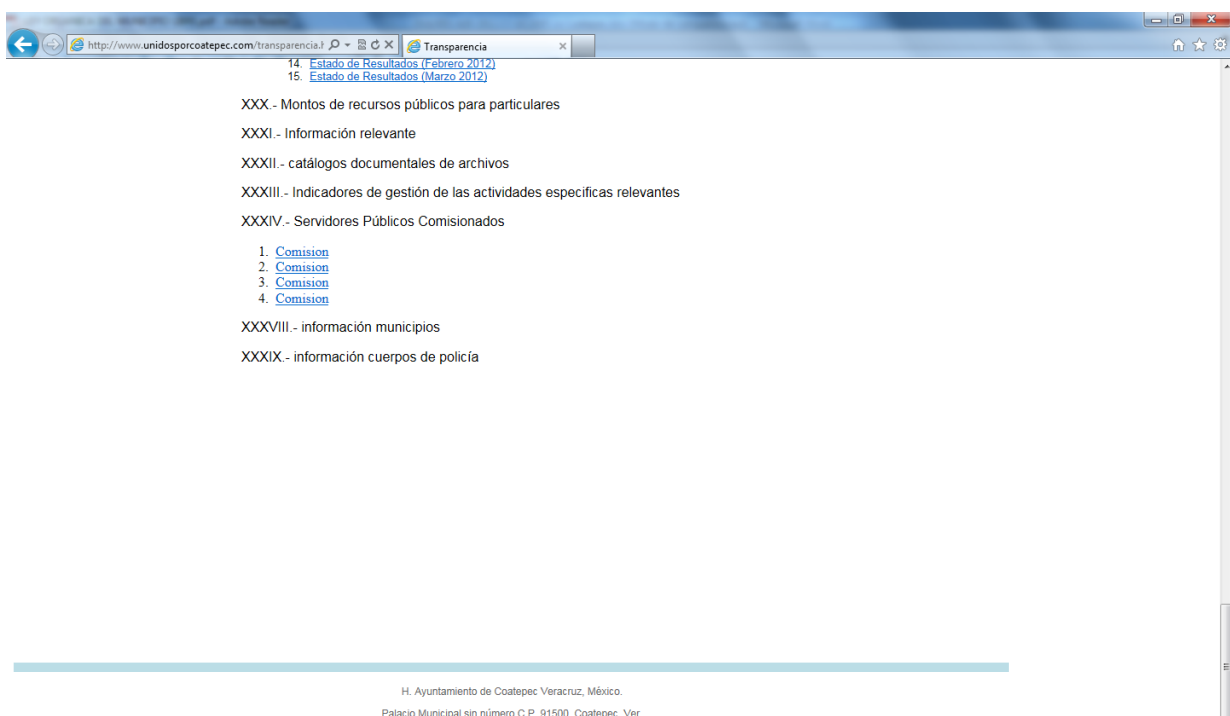 http://www.unidosporcoatepec.com/transparencia.h
Transparencia
14. Estado de Resultados (Febrero 2012)
15. Estado de Resultados (Marzo 2012)
XXX.- Montos de recursos públicos para particulares
XXXI.- Información relevante
XXXII.- catálogos documentales de archivos
XXXIII.- Indicadores de gestión de las actividades especificas relevantes
XXXIV.- Servidores Públicos Comisionados
1. Comision
2. Comision
3. Comision
4. Comision
XXXVIII.- información municipios
XXXIX.- información cuerpos de policía
H. Ayuntamiento de Coatepec Veracruz, México.
Palacio Municipal sin número C.P. 91500, Coatepec, Ver